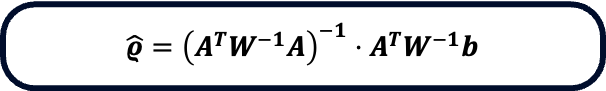 ϱ̂ = (AᵀW⁻¹A)⁻¹ · AᵀW⁻¹b